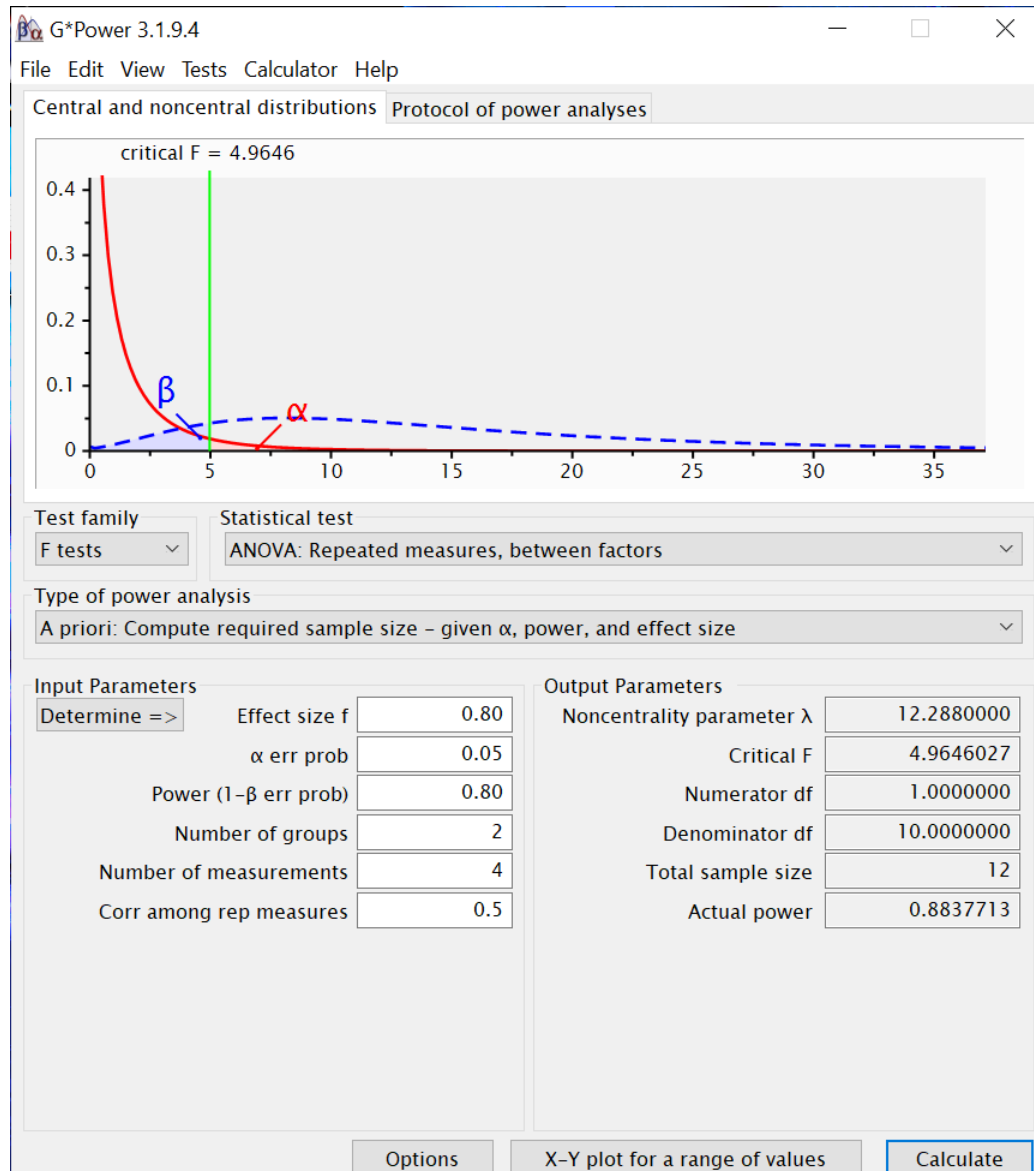 G*Power 3.1.9.4
File Edit View Tests Calculator Help
Central and noncentral distributions Protocol of power analyses
critical F = 4.9646
0.4
0.3
0.2
0.1
β
α
0
0 5 10 15 20 25 30 35
Test family Statistical test
F tests ANOVA: Repeated measures, between factors
Type of power analysis
A priori: Compute required sample size – given α, power, and effect size
Input Parameters Output Parameters
Determine => Effect size f 0.80 Noncentrality parameter λ 12.2880000
α err prob 0.05 Critical F 4.9646027
Power (1–β err prob) 0.80 Numerator df 1.0000000
Number of groups 2 Denominator df 10.0000000
Number of measurements 4 Total sample size 12
Corr among rep measures 0.5 Actual power 0.8837713
Options X–Y plot for a range of values Calculate